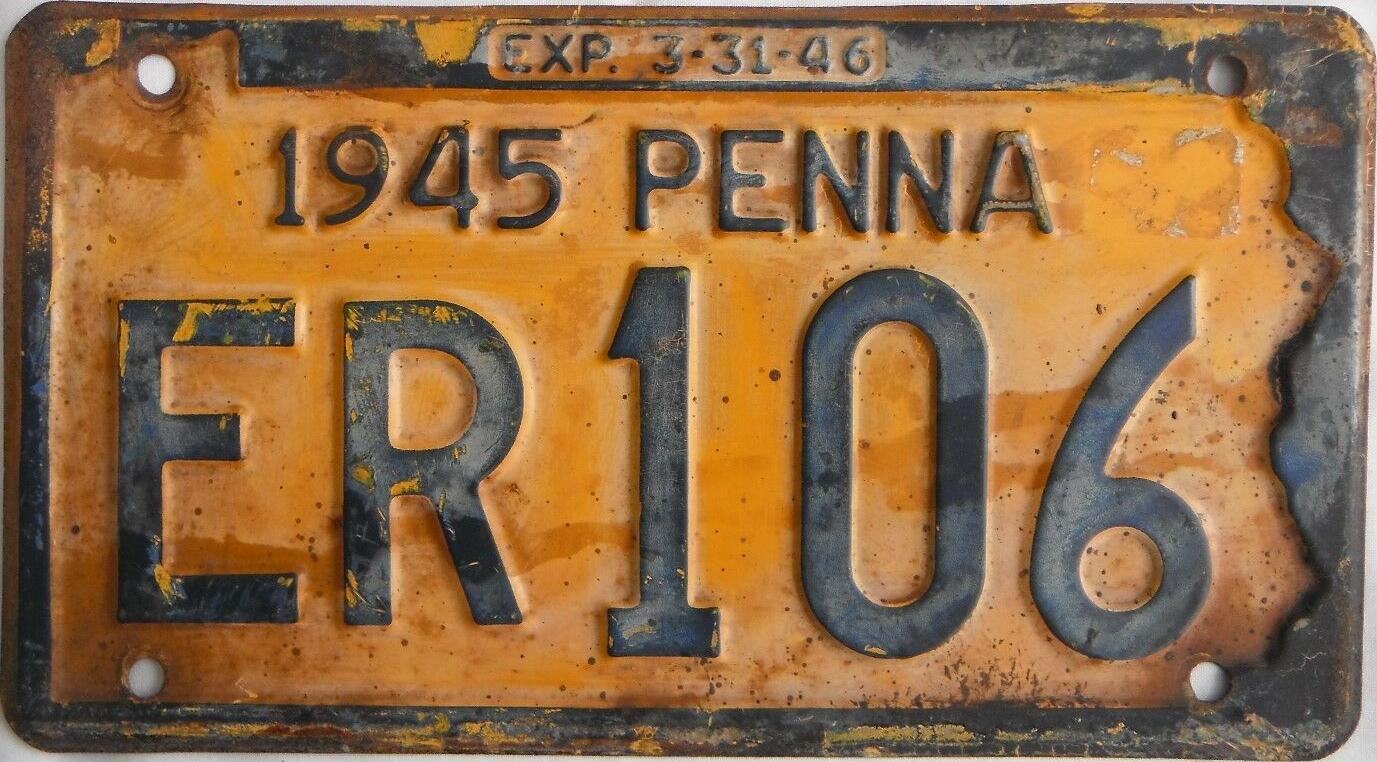 EXP. 3-31-46
1945 PENNA
ER106